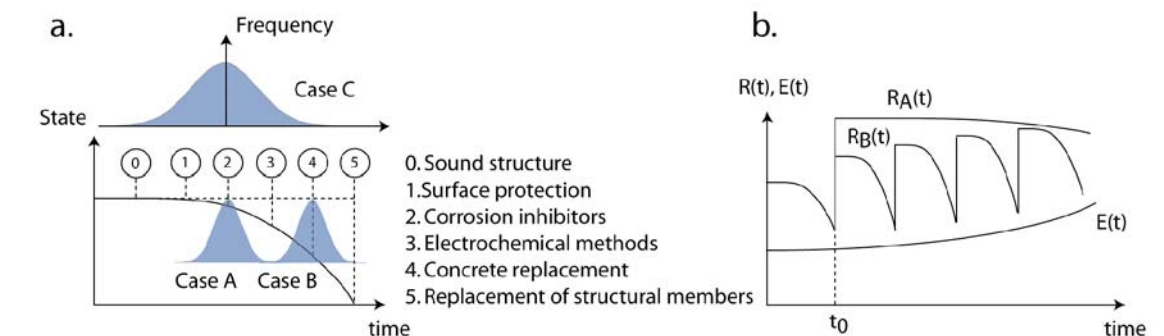 a.
Frequency
Case C
State
0
1
2
3
4
5
Case A
Case B
time
0. Sound structure
1.Surface protection
2. Corrosion inhibitors
3. Electrochemical methods
4. Concrete replacement
5. Replacement of structural members
b.
R(t), E(t)
RA(t)
RB(t)
E(t)
t0
time